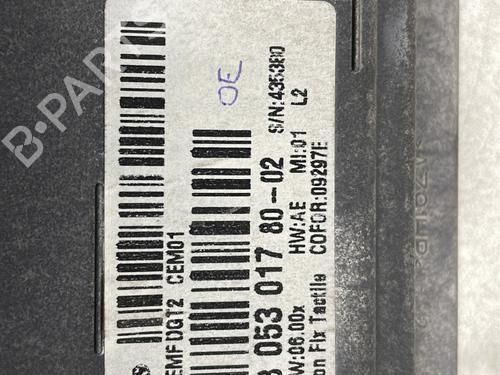 EMF DGT2 CEM01
053 017 80-02
S/N:435380
W:06.00x HW:AE MI:01 L2
on Fix Tactile COFOR:09297E
OE
B-PARTS